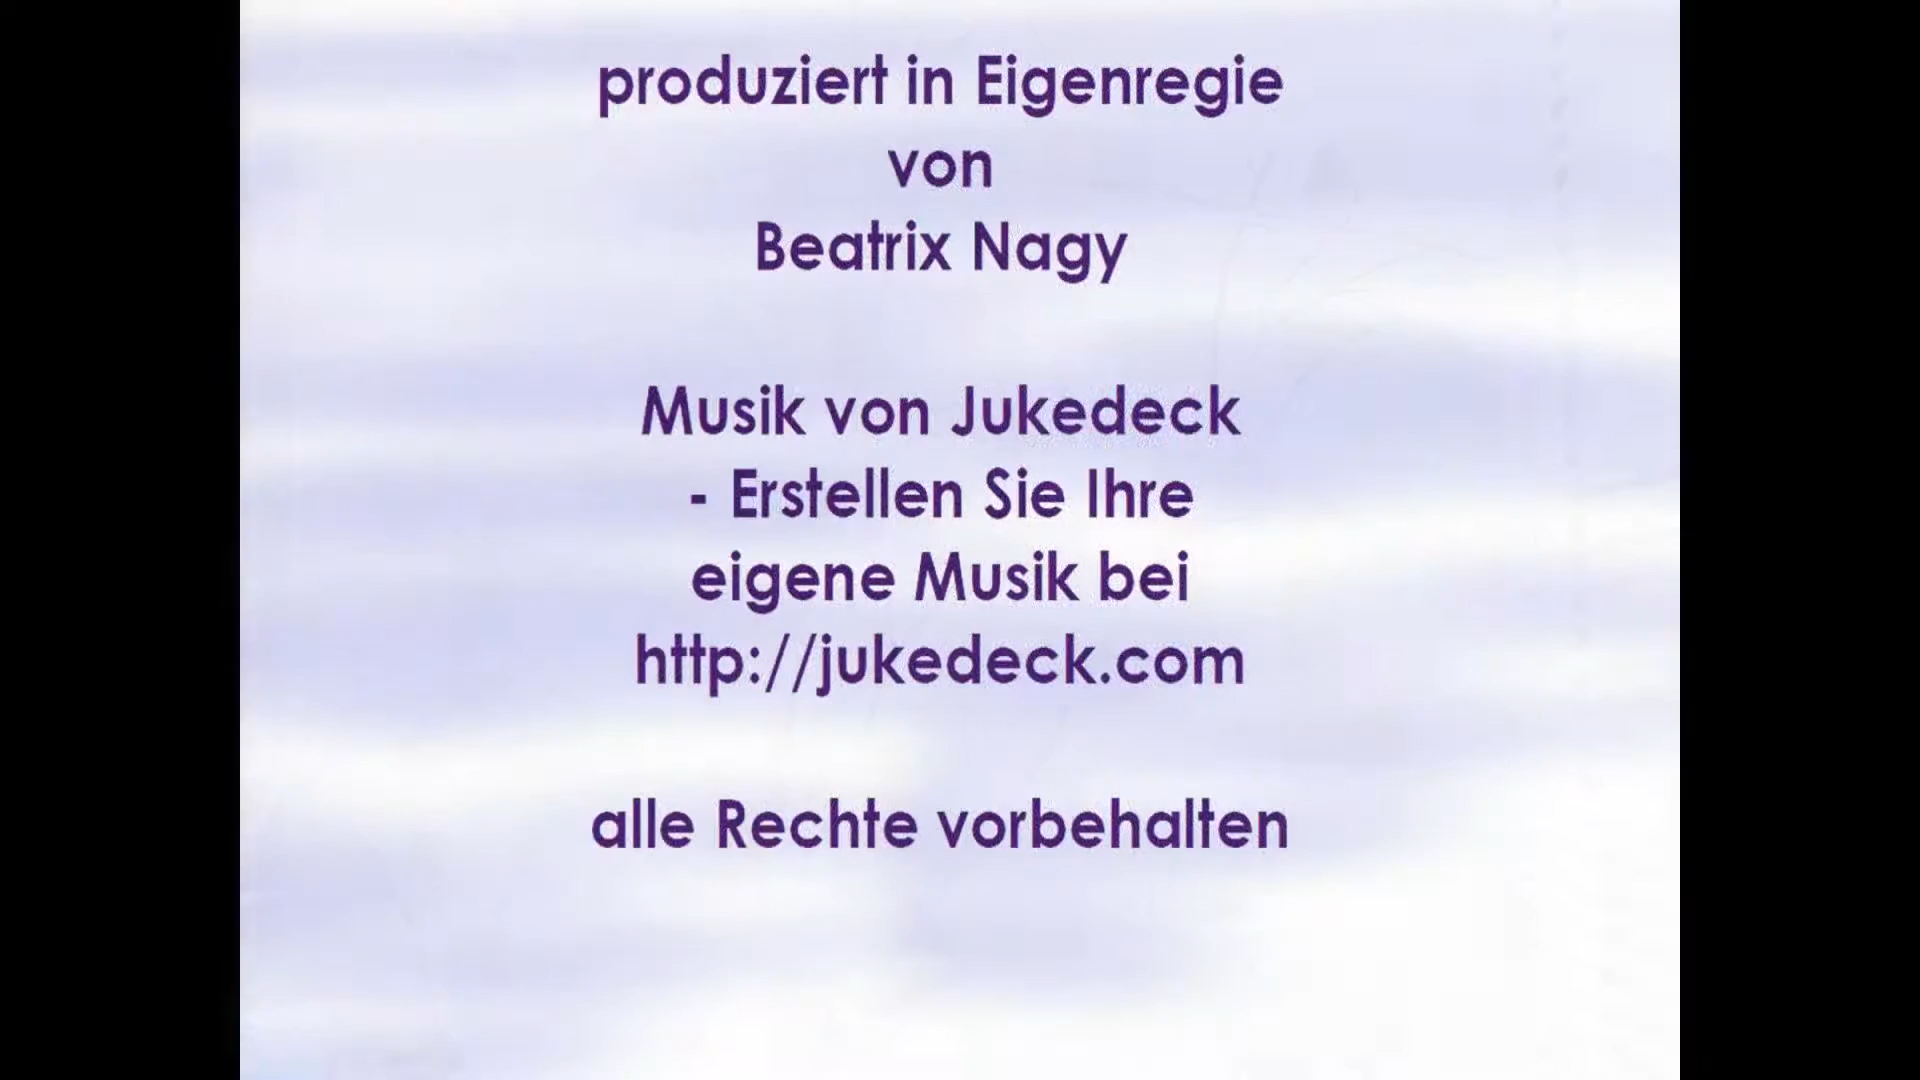 produziert in Eigenregie
von
Beatrix Nagy
Musik von Jukedeck
- Erstellen Sie Ihre
eigene Musik bei
http://jukedeck.com
alle Rechte vorbehalten